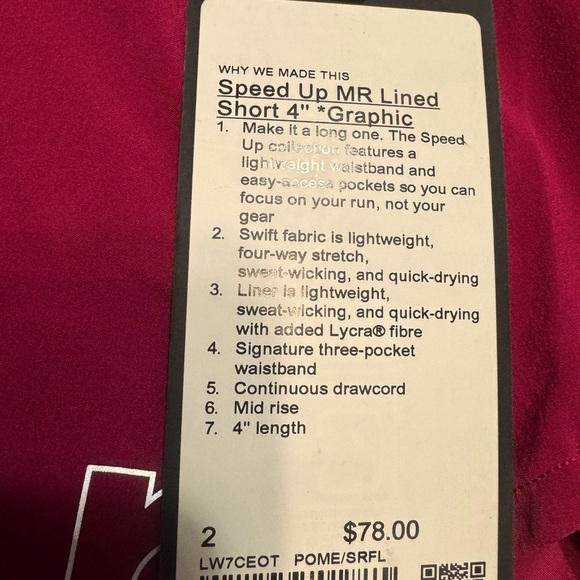 WHY WE MADE THIS
Speed Up MR Lined
Short 4" *Graphic
1. Make it a long one. The Speed
Up collection features a
lightweight waistband and
easy-access pockets so you can
focus on your run, not your
gear
2. Swift fabric is lightweight,
four-way stretch,
sweat-wicking, and quick-drying
3. Liner is lightweight,
sweat-wicking, and quick-drying
with added Lycra® fibre
4. Signature three-pocket
waistband
5. Continuous drawcord
6. Mid rise
7. 4" length
2 $78.00
LW7CEOT POME/SRFL